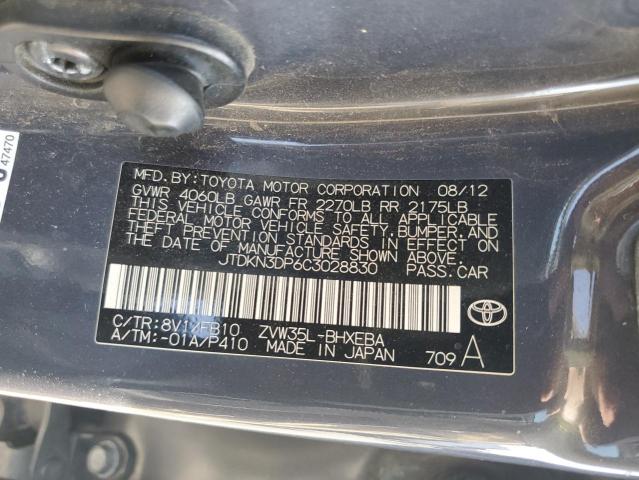 47470
MFD. BY: TOYOTA MOTOR CORPORATION 08/12
GVWR 4060LB GAWR FR 2270LB RR 2175LB
THIS VEHICLE CONFORMS TO ALL APPLICABLE
FEDERAL MOTOR VEHICLE SAFETY, BUMPER, AND
THEFT PREVENTION STANDARDS IN EFFECT ON
THE DATE OF MANUFACTURE SHOWN ABOVE.
JTDKN3DP6C3028830 PASS.CAR
C/TR:8V1/FB10 ZVW35L-BHXEBA
A/TM:-01A/P410 MADE IN JAPAN 709 A